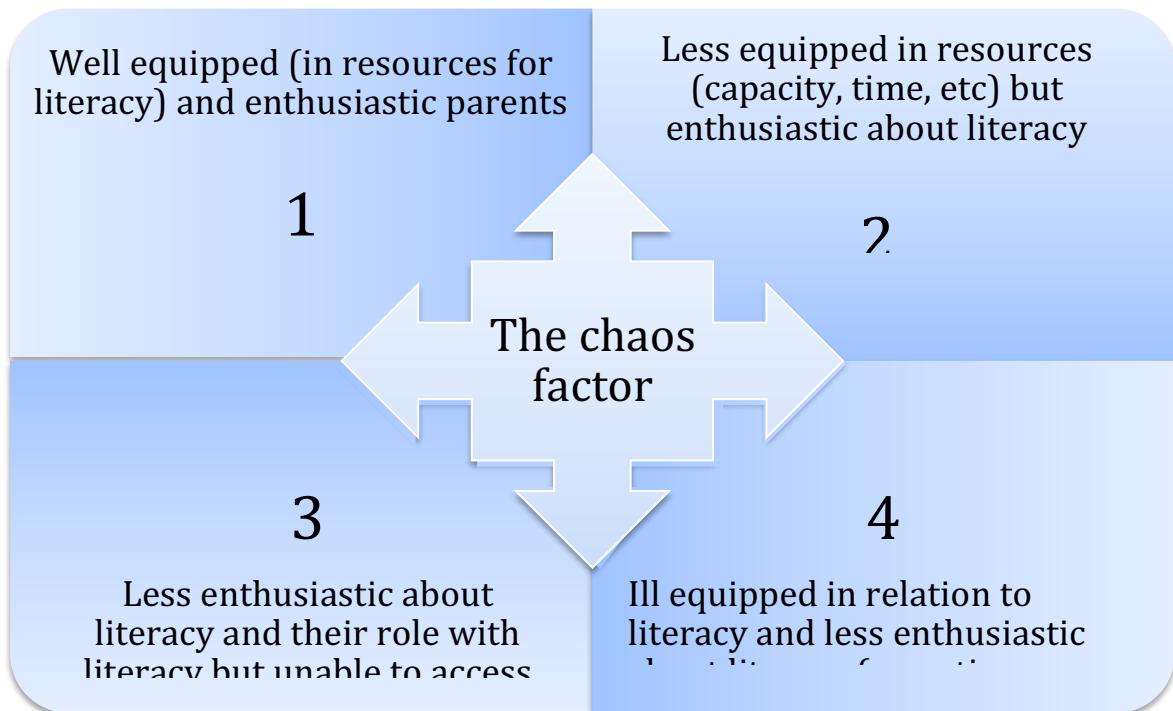 Well equipped (in resources for
literacy) and enthusiastic parents
1
Less equipped in resources
(capacity, time, etc) but
enthusiastic about literacy
2
The chaos
factor
3
Less enthusiastic about
literacy and their role with
literacy but unable to access
4
Ill equipped in relation to
literacy and less enthusiastic